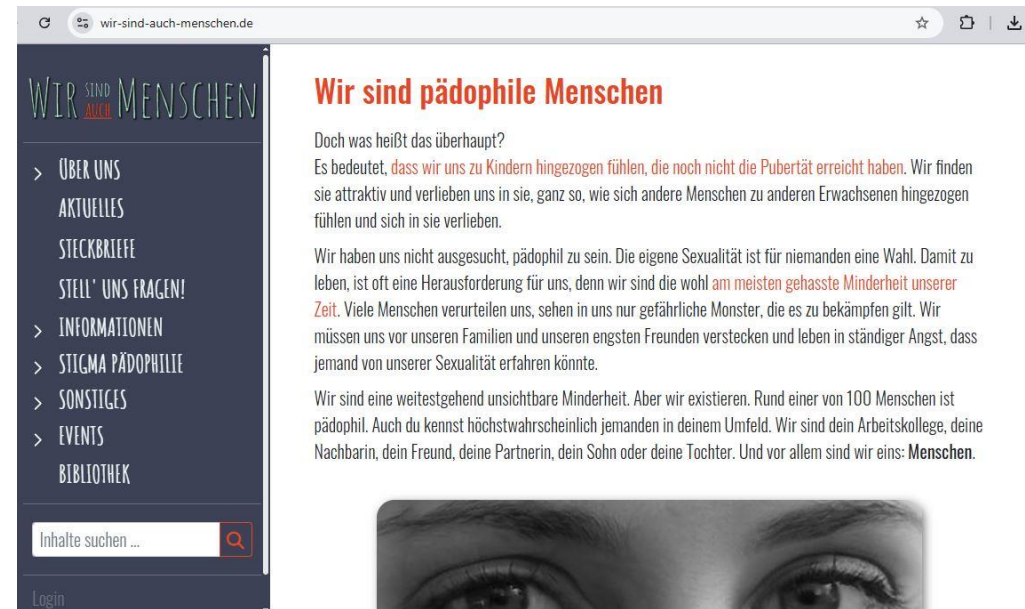 wir-sind-auch-menschen.de
WIR SIND AUCH MENSCHEN
ÜBER UNS
AKTUELLES
STECKBRIEFE
STELL' UNS FRAGEN!
INFORMATIONEN
STIGMA PÄDOPHILIE
SONSTIGES
EVENTS
BIBLIOTHEK
Inhalte suchen ...
Login
Wir sind pädophile Menschen
Doch was heißt das überhaupt?
Es bedeutet, dass wir uns zu Kindern hingezogen fühlen, die noch nicht die Pubertät erreicht haben. Wir finden
sie attraktiv und verlieben uns in sie, ganz so, wie sich andere Menschen zu anderen Erwachsenen hingezogen
fühlen und sich in sie verlieben.
Wir haben uns nicht ausgesucht, pädophil zu sein. Die eigene Sexualität ist für niemanden eine Wahl. Damit zu
leben, ist oft eine Herausforderung für uns, denn wir sind die wohl am meisten gehasste Minderheit unserer
Zeit. Viele Menschen verurteilen uns, sehen in uns nur gefährliche Monster, die es zu bekämpfen gilt. Wir
müssen uns vor unseren Familien und unseren engsten Freunden verstecken und leben in ständiger Angst, dass
jemand von unserer Sexualität erfahren könnte.
Wir sind eine weitestgehend unsichtbare Minderheit. Aber wir existieren. Rund einer von 100 Menschen ist
pädophil. Auch du kennst höchstwahrscheinlich jemanden in deinem Umfeld. Wir sind dein Arbeitskollege, deine
Nachbarin, dein Freund, deine Partnerin, dein Sohn oder deine Tochter. Und vor allem sind wir eins: Menschen.